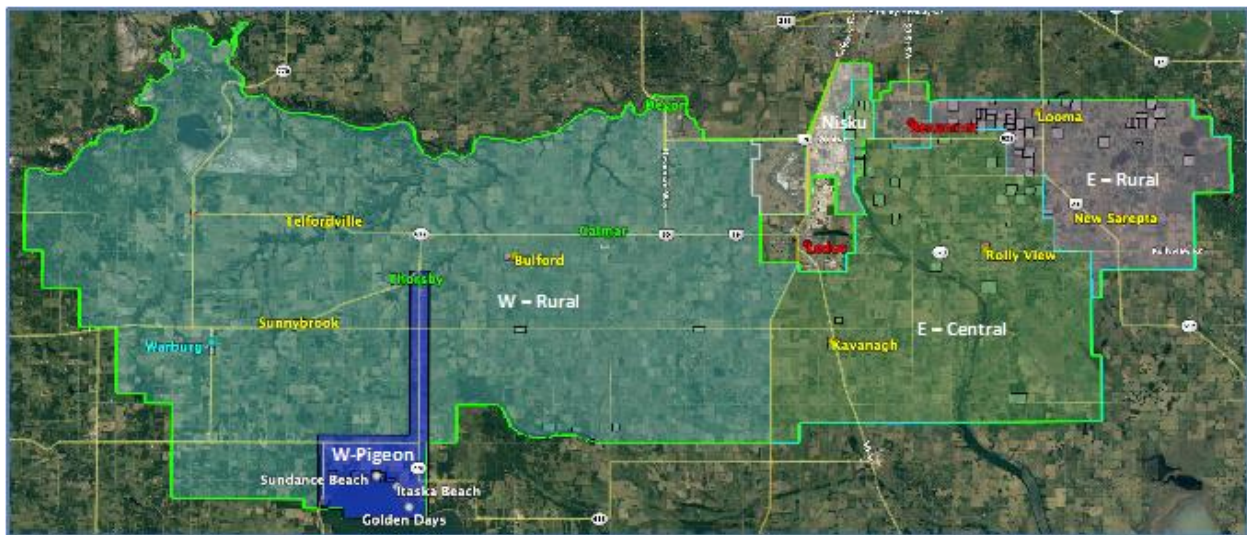 Devon
Nisku
Beaumont
Looma
E – Rural
Telfordville
Calmar
New Sarepta
Leduc
Bulford
Rolly View
Thorsby
W – Rural
Sunnybrook
E – Central
Warburg
Kavanagh
W-Pigeon
Sundance Beach
Itaska Beach
Golden Days